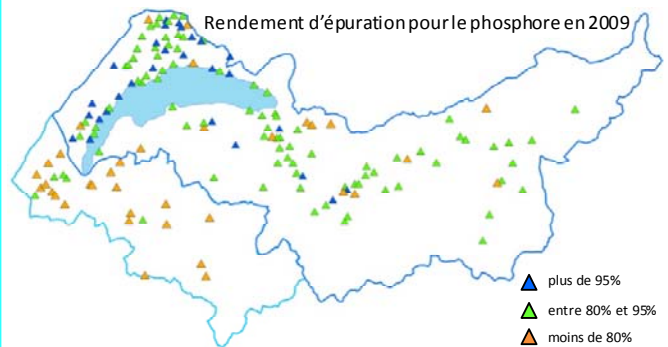 Rendement d'épuration pour le phosphore en 2009
plus de 95%
entre 80% et 95%
moins de 80%